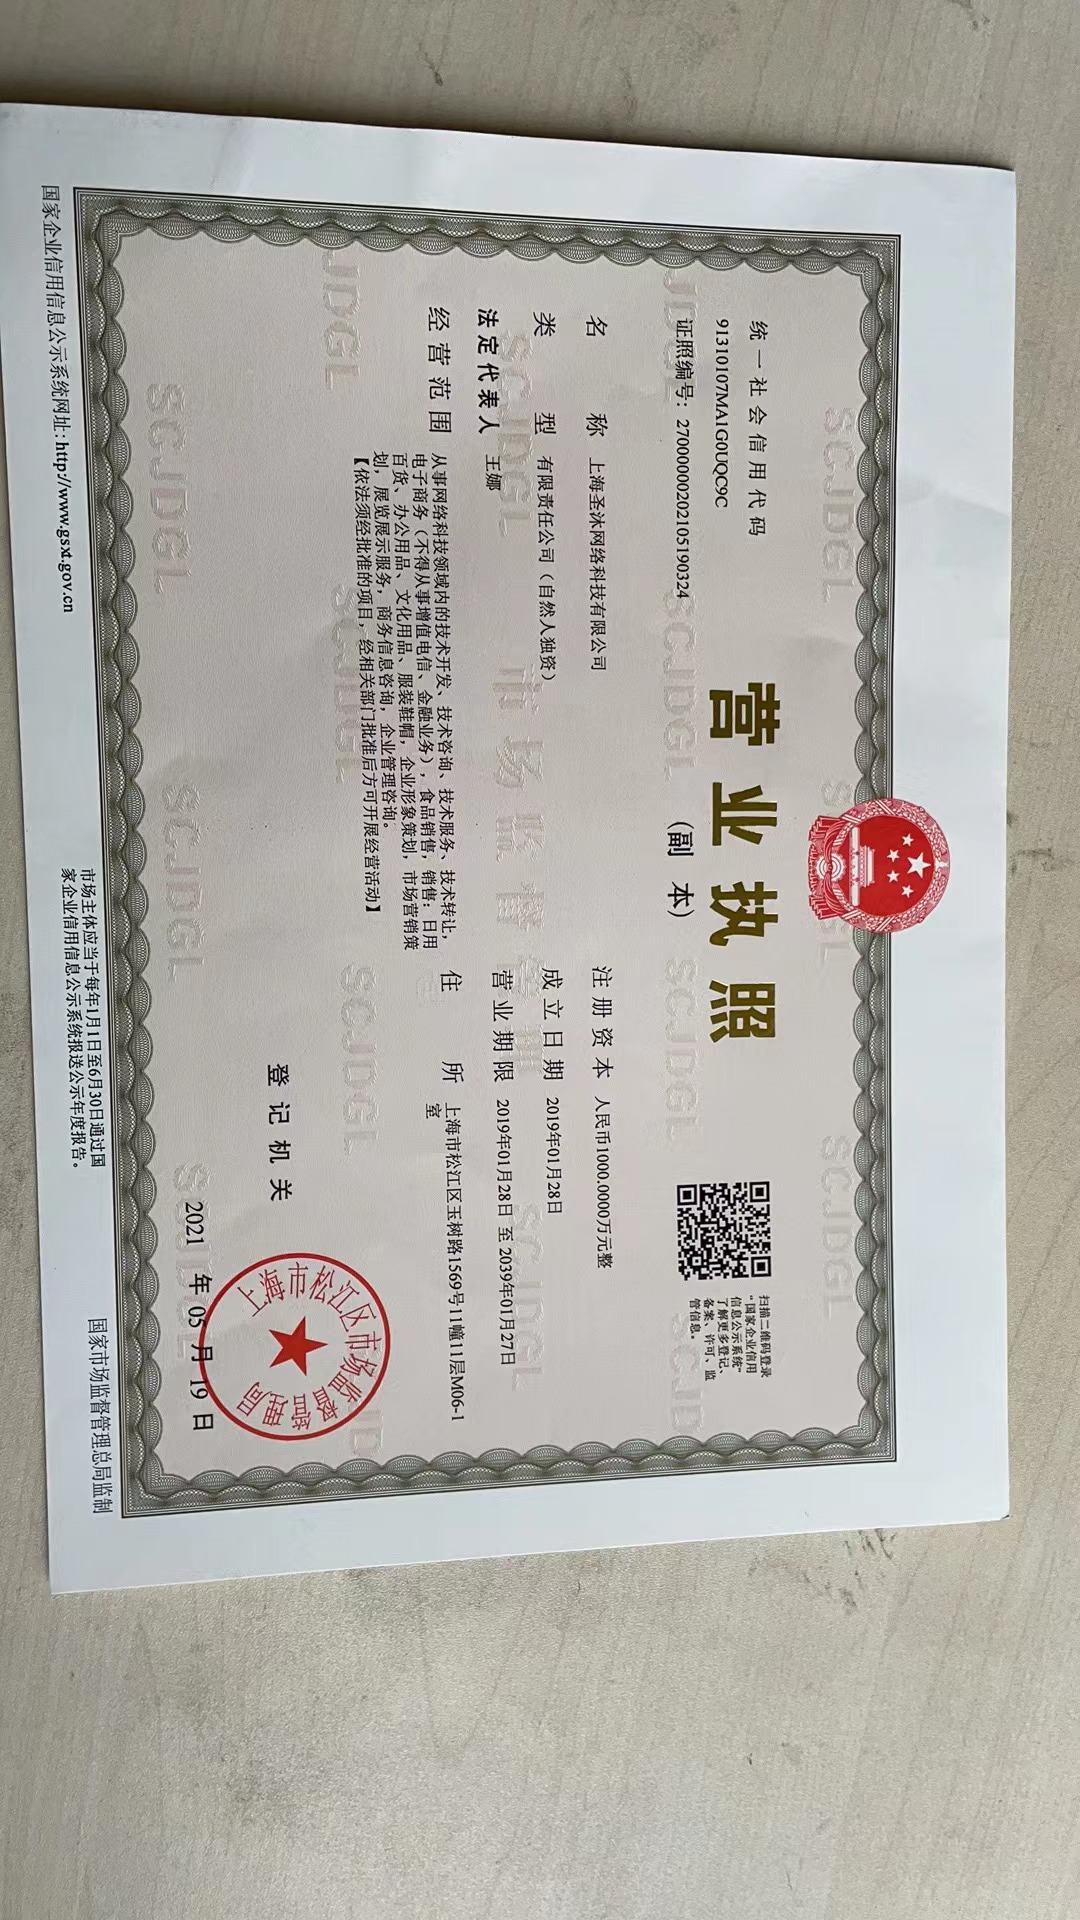 营业执照
(副 本)
统一社会信用代码
91310107MA1G0UQC9C
证照编号：27000000202105190324
扫描二维码登录
“国家企业信用
信息公示系统”
了解更多登记、
备案、许可、监
管信息。
名 称 上海圣沐网络科技有限公司
类 型 有限责任公司（自然人独资）
法定代表人 王娜
经营范围 从事网络科技领域内的技术开发、技术咨询、技术服务、技术转让，
电子商务（不得从事增值电信、金融业务），食品销售，销售：日用
百货、办公用品、文化用品、服装鞋帽，企业形象策划，市场营销策
划，展览展示服务，商务信息咨询，企业管理咨询。
【依法须经批准的项目，经相关部门批准后方可开展经营活动】
注册资本 人民币1000.0000万元整
成立日期 2019年01月28日
营业期限 2019年01月28日 至 2039年01月27日
住 所 上海市松江区玉树路1569号11幢11层M06-1
室
登记机关
上海市松江区市场监督管理局
2021 年 05 月 19 日
国家企业信用信息公示系统网址：http://www.gsxt.gov.cn
市场主体应当于每年1月1日至6月30日通过国
家企业信用信息公示系统报送公示年度报告。
国家市场监督管理总局监制
SCJDGL
市场监督管理